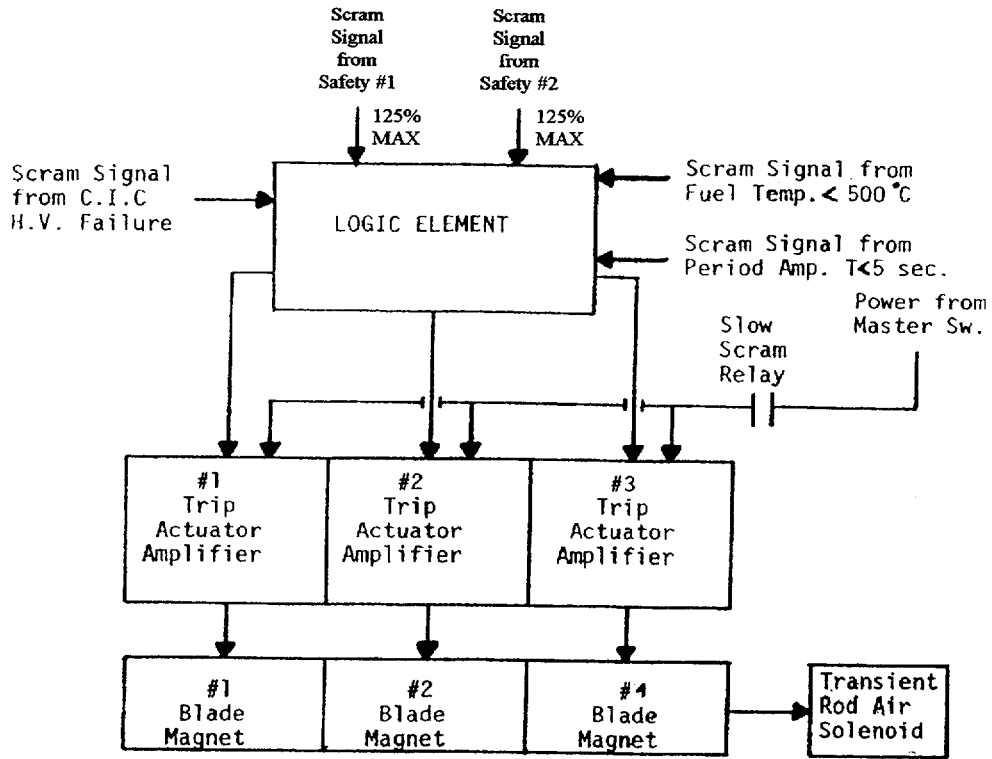 Scram
Signal
from
Safety #1
Scram
Signal
from
Safety #2
125%
MAX
125%
MAX
Scram Signal
from C.I.C
H.V. Failure
LOGIC ELEMENT
Scram Signal from
Fuel Temp.< 500°C
Scram Signal from
Period Amp. T<5 sec.
Power from
Master Sw.
Slow
Scram
Relay
#1
Trip
Actuator
Amplifier
#2
Trip
Actuator
Amplifier
#3
Trip
Actuator
Amplifier
#1
Blade
Magnet
#2
Blade
Magnet
#4
Blade
Magnet
Transient
Rod Air
Solenoid